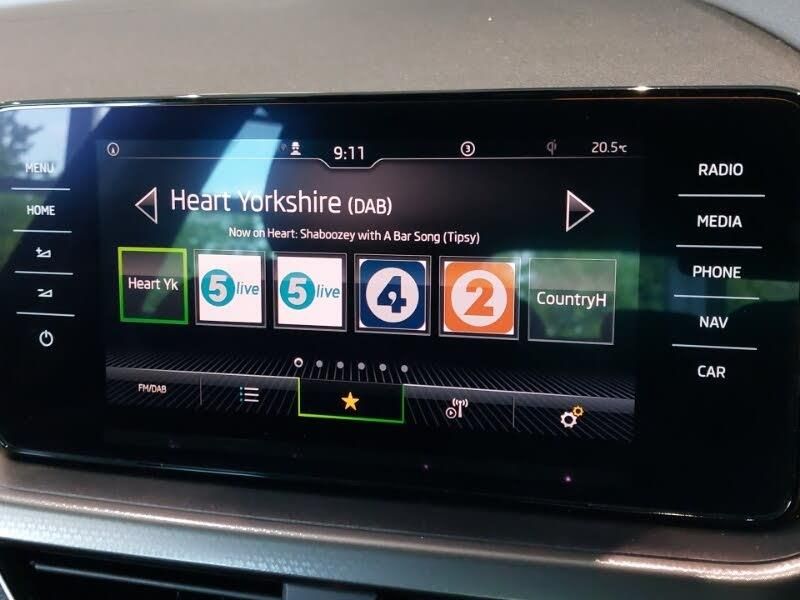 9:11
3
20.5°C
MENU
HOME
RADIO
MEDIA
PHONE
NAV
CAR
Heart Yorkshire (DAB)
Now on Heart: Shaboozey with A Bar Song (Tipsy)
Heart Yk
5 live
5 live
4
2
CountryH
FM/DAB